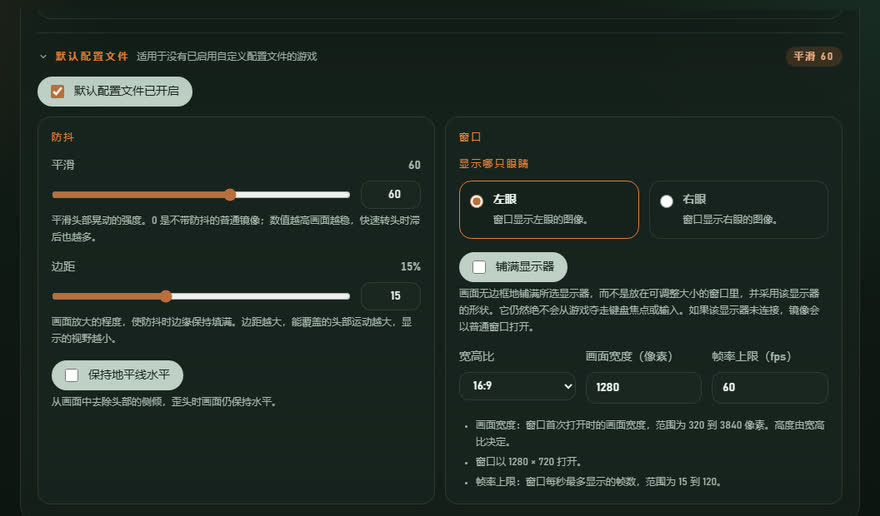 默认配置文件 适用于没有已启用自定义配置文件的游戏 平滑 60
默认配置文件已开启
防抖
平滑 60
60
平滑头部晃动的强度。0 是不带防抖的普通镜像；数值越高画面越稳，快速转头时滞
后也越多。
边距 15%
15
画面放大的程度，使防抖时边缘保持填满。边距越大，能覆盖的头部运动越大，显
示的视野越小。
保持地平线水平
从画面中去除头部的侧倾，歪头时画面仍保持水平。
窗口
显示哪只眼睛
左眼
窗口显示左眼的图像。
右眼
窗口显示右眼的图像。
铺满显示器
画面无边框地铺满所选显示器，而不是放在可调整大小的窗口里，并采用该显示器
的形状。它仍然绝不会从游戏夺走键盘焦点或输入。如果该显示器未连接，镜像会
以普通窗口打开。
宽高比 画面宽度（像素） 帧率上限（fps）
16:9 1280 60
• 画面宽度：窗口首次打开时的画面宽度，范围为 320 到 3840 像素。高度由宽高
比决定。
• 窗口以 1280 × 720 打开。
• 帧率上限：窗口每秒最多显示的帧数，范围为 15 到 120。